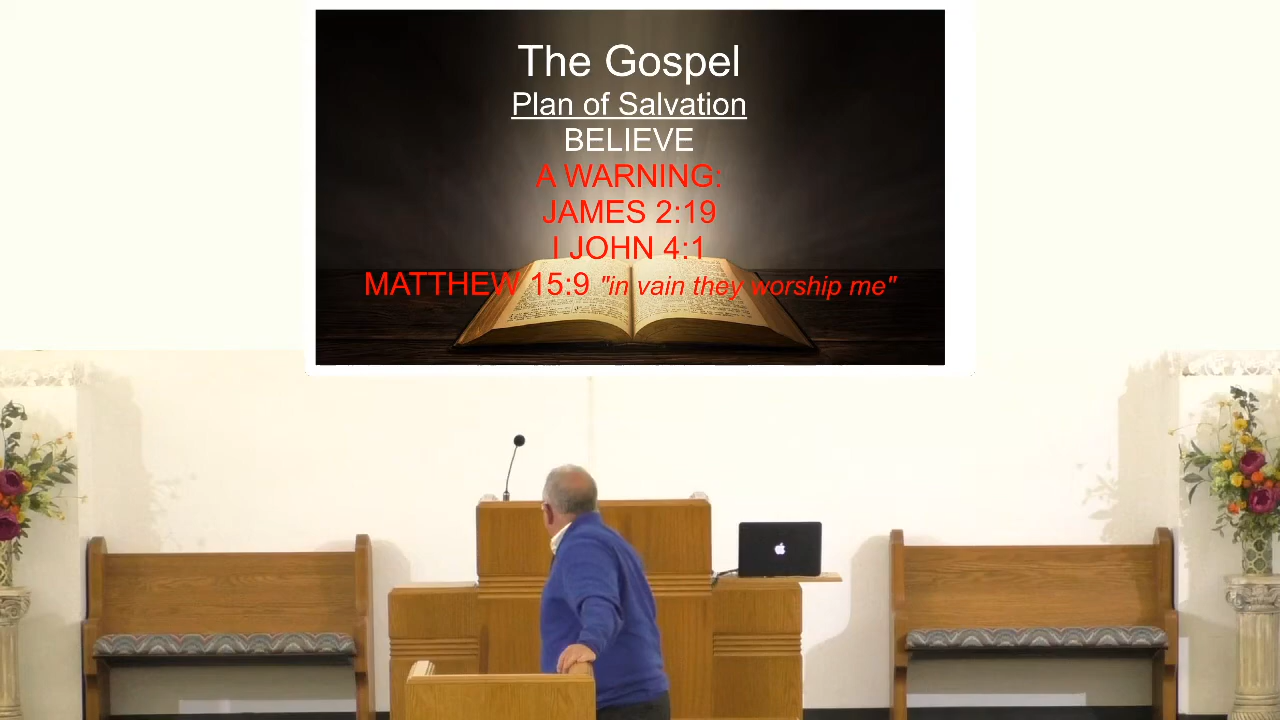 The Gospel
Plan of Salvation
BELIEVE
A WARNING:
JAMES 2:19
I JOHN 4:1
MATTHEW 15:9 "in vain they worship me"